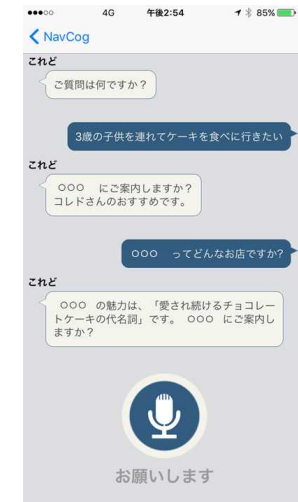 4G 午後2:54 85%
NavCog
これど
ご質問は何ですか？
3歳の子供を連れてケーキを食べに行きたい
これど
○○○ にご案内しますか？
コレドさんのおすすめです。
○○○ ってどんなお店ですか?
これど
○○○ の魅力は、「愛され続けるチョコレー
トケーキの代名詞」です。 ○○○ にご案内し
ますか？
お願いします